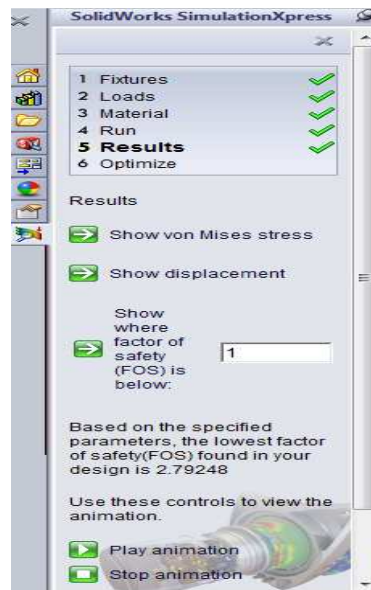 SolidWorks SimulationXpress
1 Fixtures
2 Loads
3 Material
4 Run
5 Results
6 Optimize
Results
Show von Mises stress
Show displacement
Show
where
factor of
safety
(FOS) is
below:
1
Based on the specified
parameters, the lowest factor
of safety(FOS) found in your
design is 2.79248
Use these controls to view the
animation.
Play animation
Stop animation